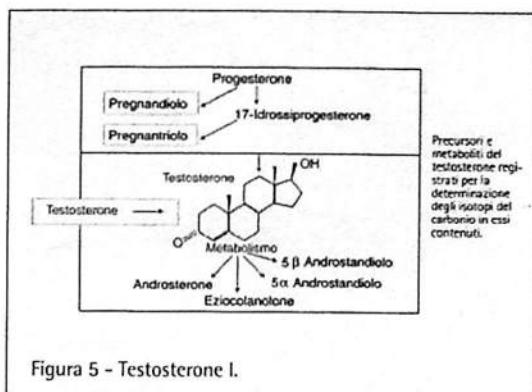 Progesterone
Pregnandiolo
17-Idrossiprogesterone
Pregnantriolo
Testosterone
OH
Testosterone
O
Metabolismo
5 β Androstandiolo
Androsterone
5α Androstandiolo
Eziocolanolone
Precursori e
metaboliti del
testosterone regi-
strati per la
determinazione
degli isotopi del
carbonio in essi
contenuti.
Figura 5 - Testosterone I.